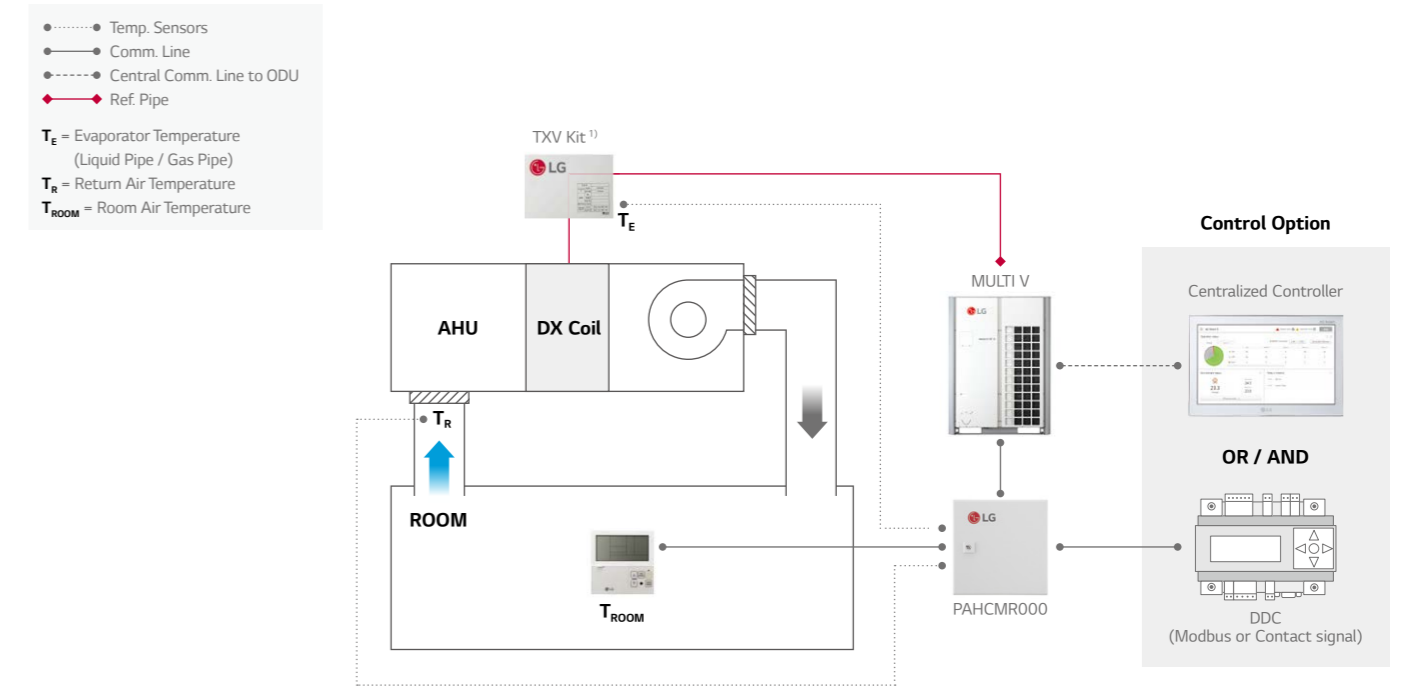 Temp. Sensors
Comm. Line
Central Comm. Line to ODU
Ref. Pipe
TE = Evaporator Temperature
(Liquid Pipe / Gas Pipe)
TR = Return Air Temperature
TROOM = Room Air Temperature
TXV Kit 1)
LG
TE
Control Option
MULTI V
LG
Centralized Controller
AHU
DX Coil
TR
OR / AND
ROOM
LG
TROOM
PAHCMR000
DDC
(Modbus or Contact signal)